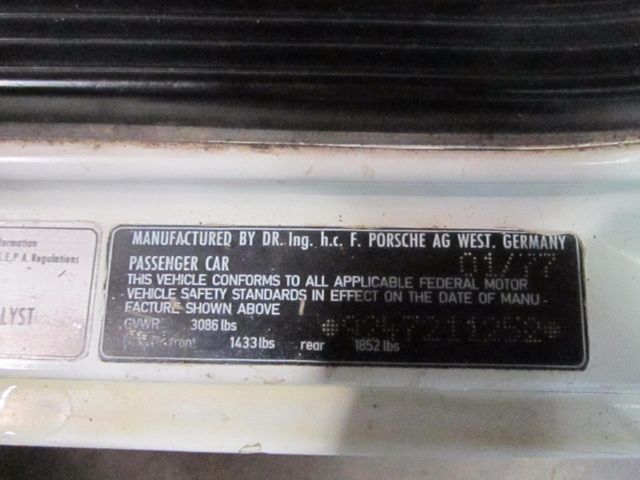 formation
S.E.P.A. Regulations
LYST
MANUFACTURED BY DR. Ing. h.c. F. PORSCHE AG WEST. GERMANY
PASSENGER CAR 01/77
THIS VEHICLE CONFORMS TO ALL APPLICABLE FEDERAL MOTOR
VEHICLE SAFETY STANDARDS IN EFFECT ON THE DATE OF MANU-
FACTURE SHOWN ABOVE
GVWR 3086 lbs
front 1433 lbs rear 1852 lbs